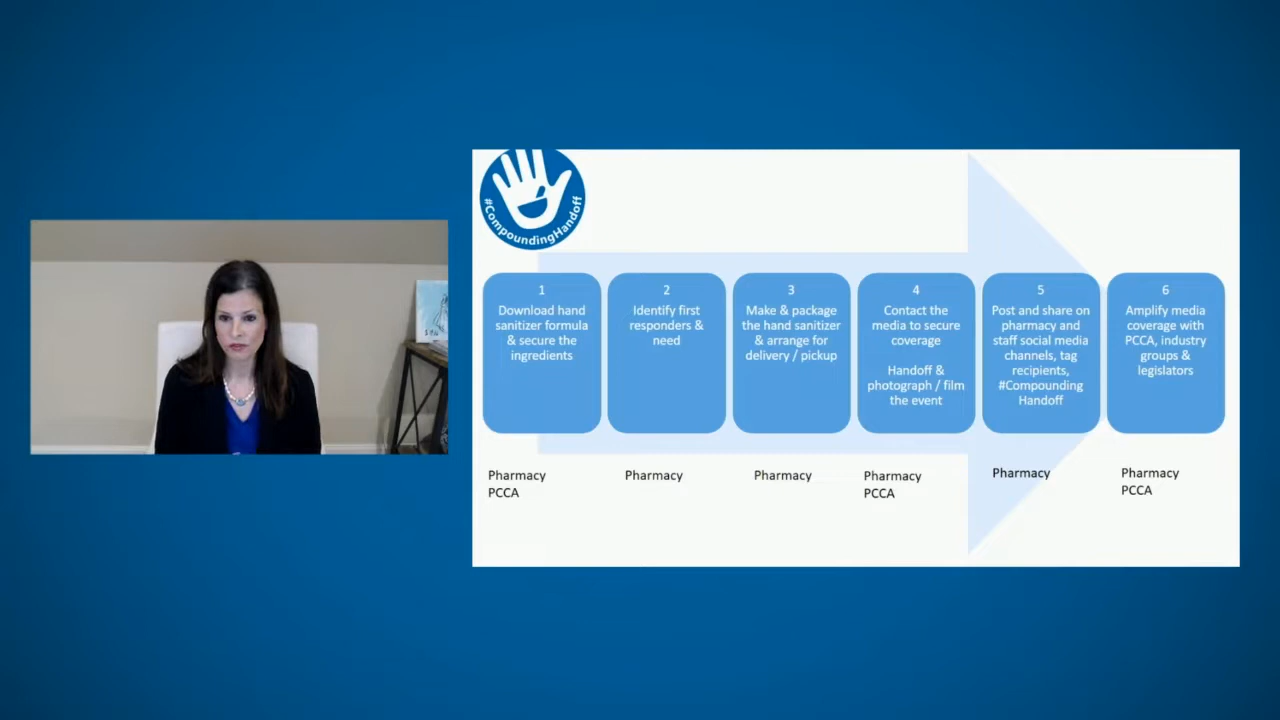 #CompoundingHandoff
1
Download hand
sanitizer formula
& secure the
ingredients
2
Identify first
responders &
need
3
Make & package
the hand sanitizer
& arrange for
delivery / pickup
4
Contact the
media to secure
coverage
Handoff &
photograph / film
the event
5
Post and share on
pharmacy and
staff social media
channels, tag
recipients,
#Compounding
Handoff
6
Amplify media
coverage with
PCCA, industry
groups &
legislators
Pharmacy
PCCA
Pharmacy
Pharmacy
Pharmacy
PCCA
Pharmacy
Pharmacy
PCCA